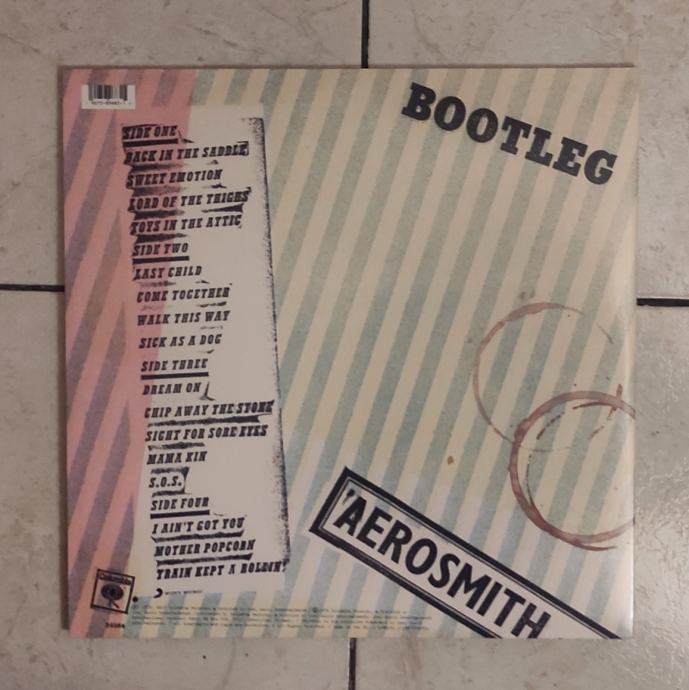 BOOTLEG
SIDE ONE
BACK IN THE SADDLE
SWEET EMOTION
LORD OF THE THIGHS
TOYS IN THE ATTIC
SIDE TWO
LAST CHILD
COME TOGETHER
WALK THIS WAY
SICK AS A DOG
SIDE THREE
DREAM ON
CHIP AWAY THE STONE
SIGHT FOR SORE EYES
MAMA KIN
S.O.S.
SIDE FOUR
I AIN'T GOT YOU
MOTHER POPCORN
TRAIN KEPT A ROLLIN'
AEROSMITH
Columbia